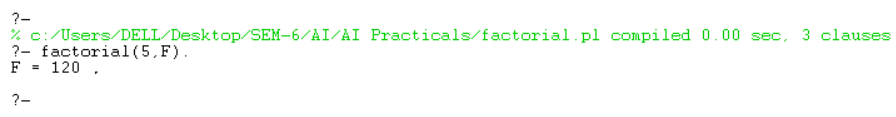 ?-
% c:/Users/DELL/Desktop/SEM-6/AI/AI Practicals/factorial.pl compiled 0.00 sec, 3 clauses
?- factorial(5,F).
F = 120 ,
?-